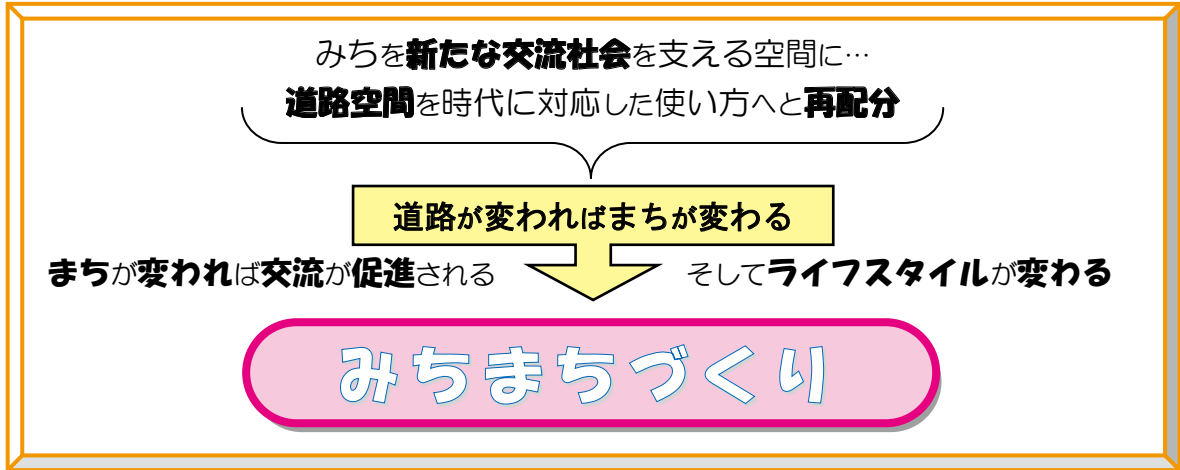 みちを新たな交流社会を支える空間に…
道路空間を時代に対応した使い方へと再配分
道路が変わればまちが変わる
まちが変われば交流が促進される
そしてライフスタイルが変わる
みちまちづくり